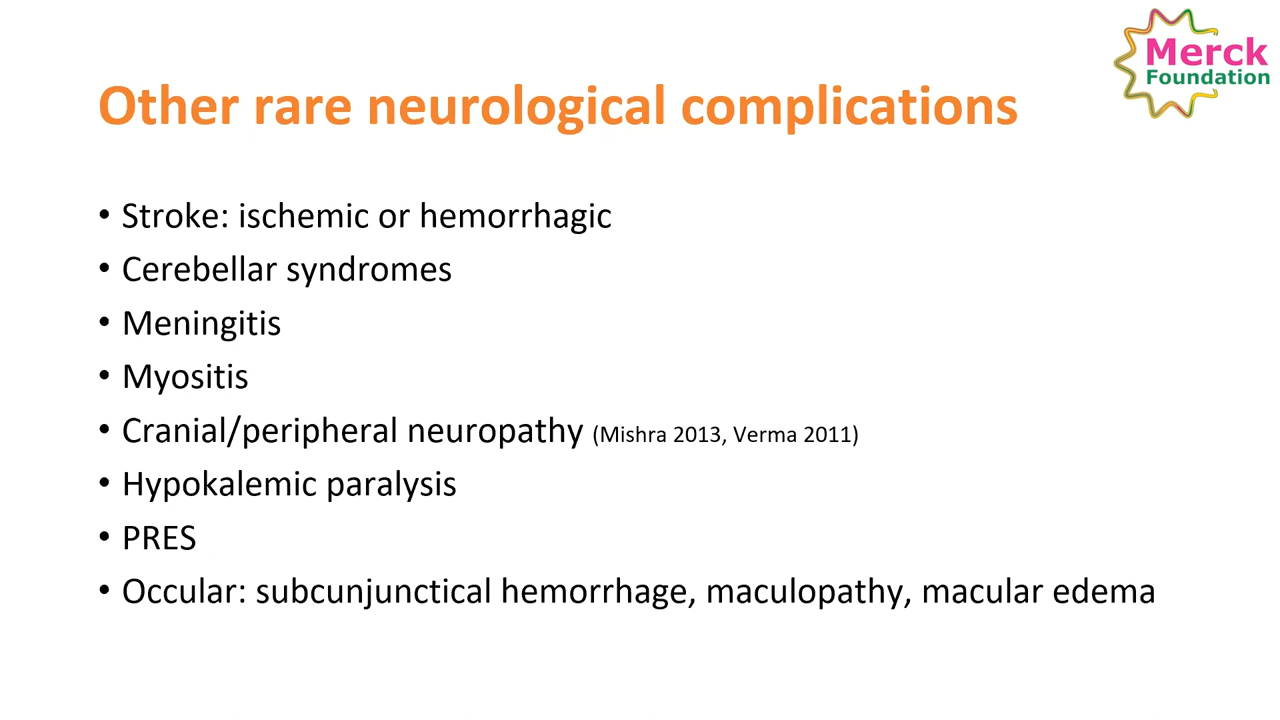 Merck
Foundation
Other rare neurological complications
• Stroke: ischemic or hemorrhagic
• Cerebellar syndromes
• Meningitis
• Myositis
• Cranial/peripheral neuropathy (Mishra 2013, Verma 2011)
• Hypokalemic paralysis
• PRES
• Occular: subcunjunctical hemorrhage, maculopathy, macular edema